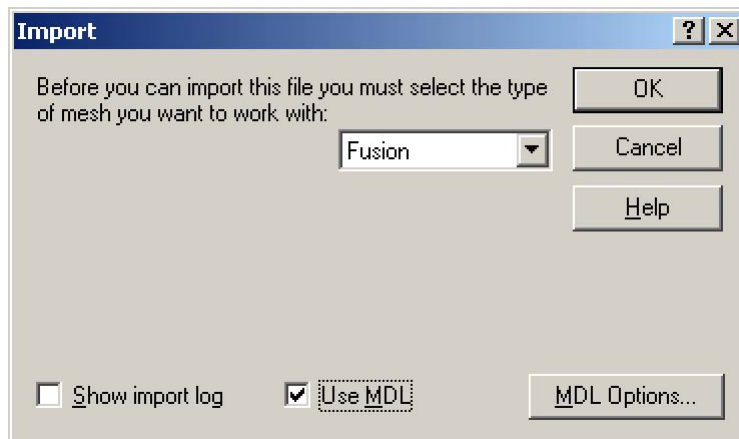 Import
Before you can import this file you must select the type
of mesh you want to work with:
Fusion
OK
Cancel
Help
Show import log
Use MDL
MDL Options...